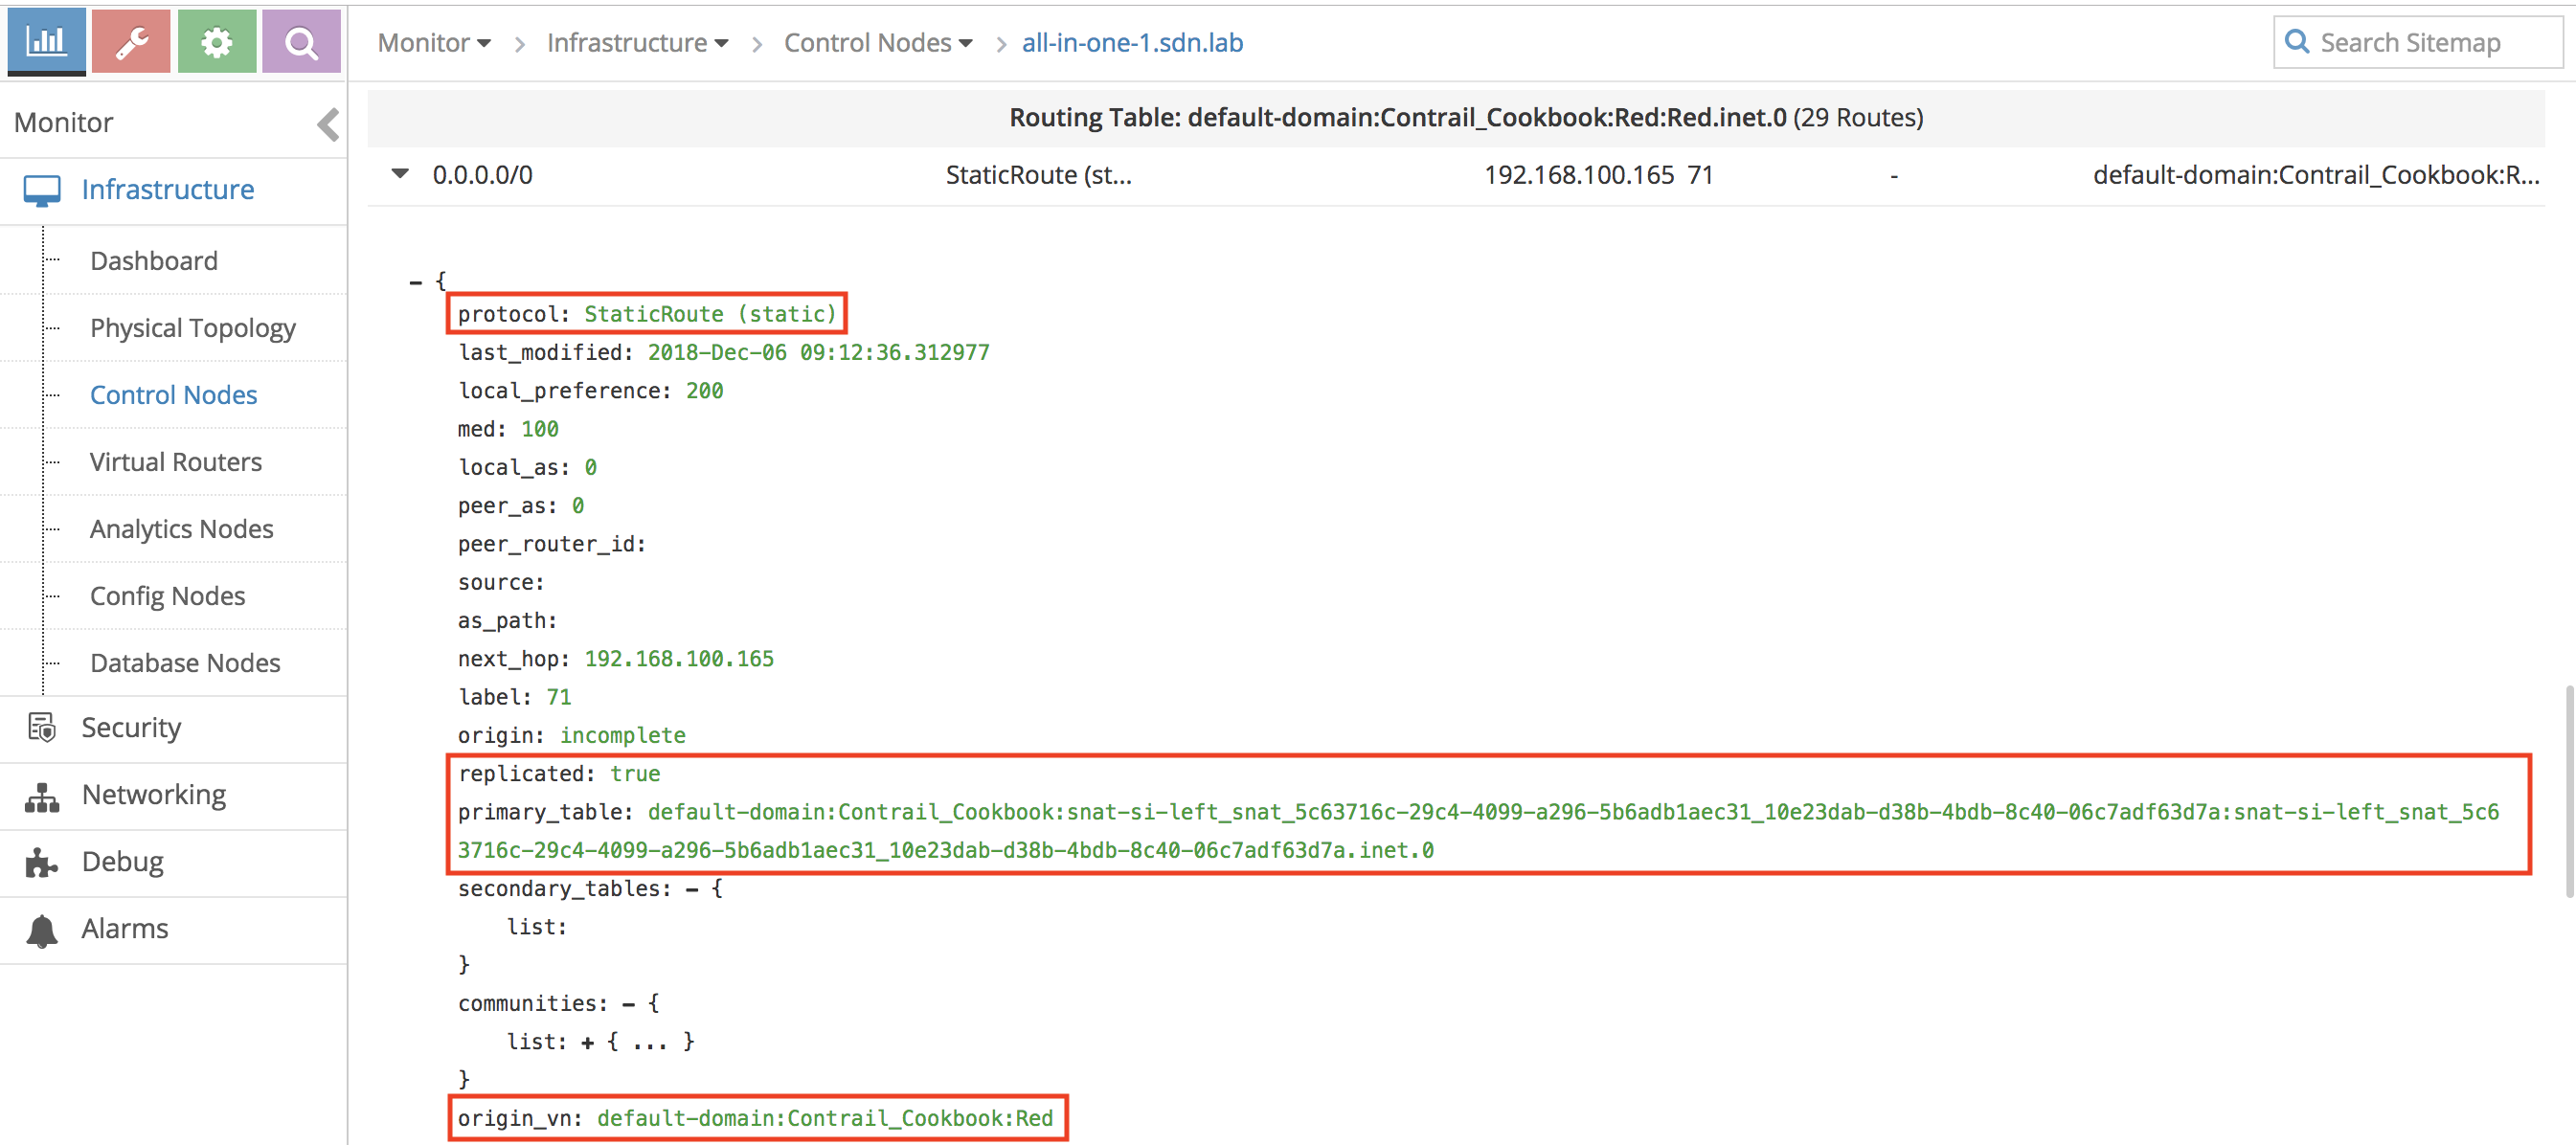 Monitor > Infrastructure > Control Nodes > all-in-one-1.sdn.lab
Search Sitemap
Monitor
Infrastructure
Dashboard
Physical Topology
Control Nodes
Virtual Routers
Analytics Nodes
Config Nodes
Database Nodes
Security
Networking
Debug
Alarms
Routing Table: default-domain:Contrail_Cookbook:Red:Red.inet.0 (29 Routes)
0.0.0.0/0 StaticRoute (st... 192.168.100.165 71 - default-domain:Contrail_Cookbook:R...
– {
protocol: StaticRoute (static)
last_modified: 2018-Dec-06 09:12:36.312977
local_preference: 200
med: 100
local_as: 0
peer_as: 0
peer_router_id:
source:
as_path:
next_hop: 192.168.100.165
label: 71
origin: incomplete
replicated: true
primary_table: default-domain:Contrail_Cookbook:snat-si-left_snat_5c63716c-29c4-4099-a296-5b6adb1aec31_10e23dab-d38b-4bdb-8c40-06c7adf63d7a:snat-si-left_snat_5c6
3716c-29c4-4099-a296-5b6adb1aec31_10e23dab-d38b-4bdb-8c40-06c7adf63d7a.inet.0
secondary_tables: – {
list:
}
communities: – {
list: + { ... }
}
origin_vn: default-domain:Contrail_Cookbook:Red